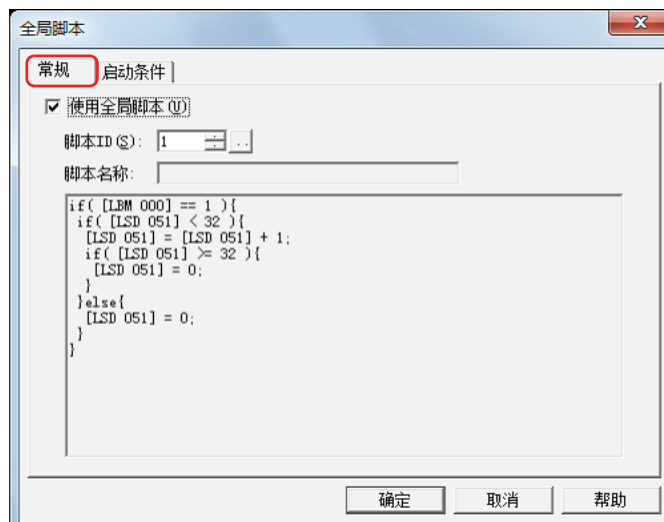 全局脚本
常规 启动条件
使用全局脚本(U)
脚本ID(S): 1 ..
脚本名称:
if( [LBM 000] == 1 ){
if( [LSD 051] < 32 ){
[LSD 051] = [LSD 051] + 1;
if( [LSD 051] >= 32 ){
[LSD 051] = 0;
}
}else{
[LSD 051] = 0;
}
}
确定 取消 帮助